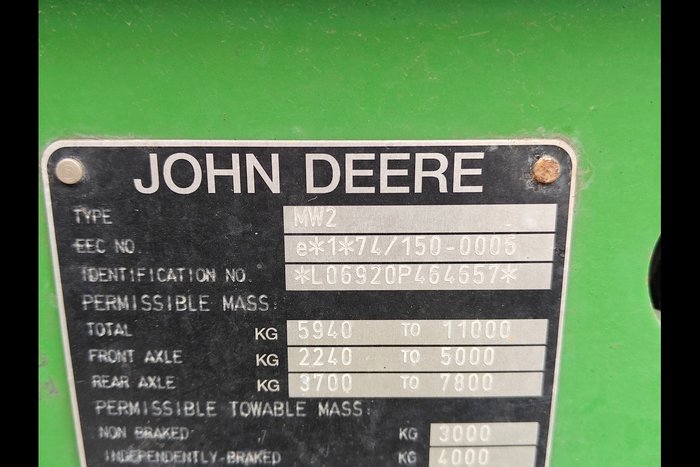 JOHN DEERE
TYPE MW2
EEC NO. e*1*74/150-0006
IDENTIFICATION NO. *L06920P464657*
PERMISSIBLE MASS:
TOTAL KG 5940 TO 11000
FRONT AXLE KG 2240 TO 5000
REAR AXLE KG 3700 TO 7800
PERMISSIBLE TOWABLE MASS:
NON BRAKED: KG 3000
INDEPENDENTLY-BRAKED KG 4000